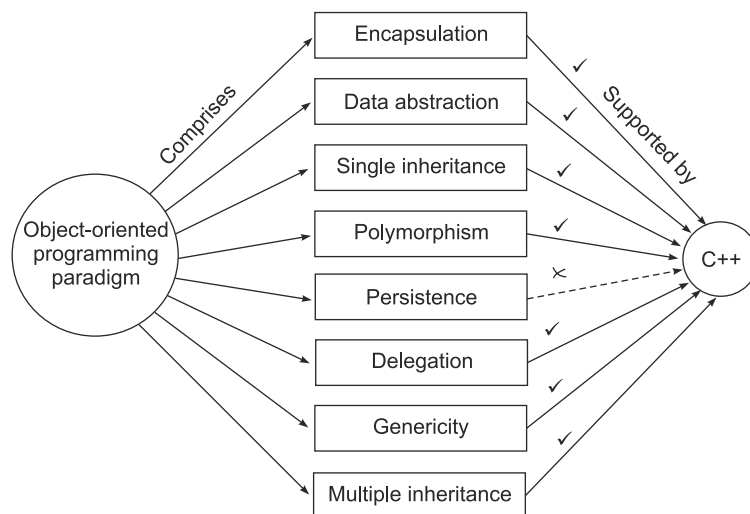 Encapsulation
Comprises
Supported by
Data abstraction
Single inheritance
Object-oriented
programming
paradigm
Polymorphism
C++
Persistence
Delegation
Genericity
Multiple inheritance